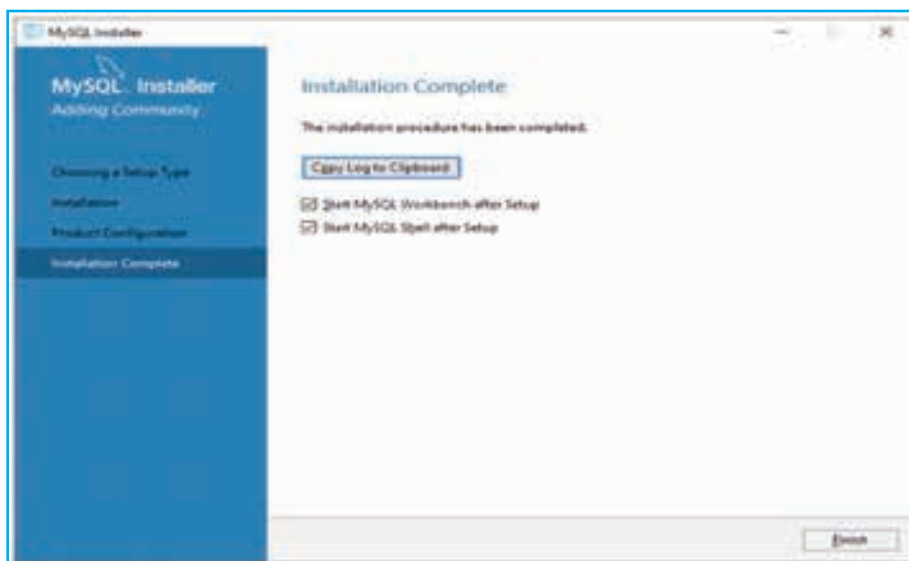 MySQL Installer
MySQL. Installer
Adding Community
Choosing a Setup Type
Installation
Product Configuration
Installation Complete
Installation Complete
The installation procedure has been completed.
Copy Log to Clipboard
Start MySQL Workbench after Setup
Start MySQL Shell after Setup
Finish